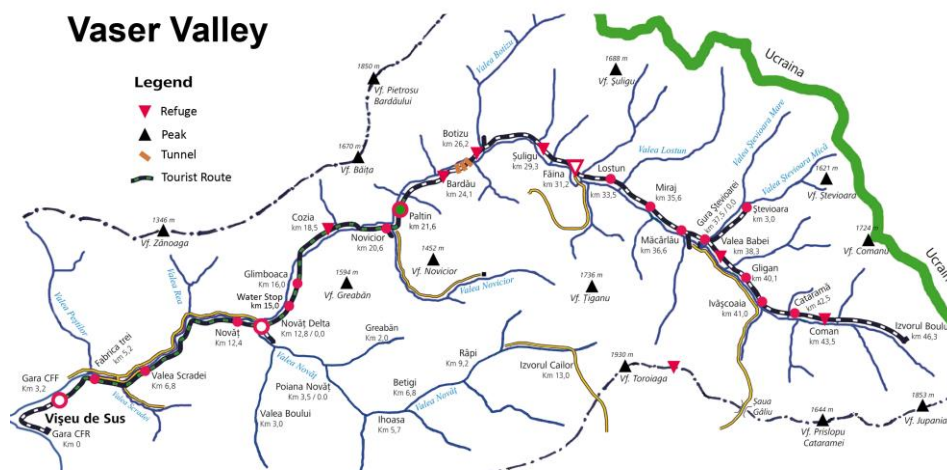 Vaser Valley
Legend
Refuge
Peak
Tunnel
Tourist Route
1850 m
Vf. Pietrosu
Bardăului
1670 m
Vf. Băița
1346 m
Vf. Zănoaga
Valea Botizu
1688 m
Vf. Șuligu
Ucraina
Botizu
km 26,2
Șuligu
km 29,3
Făina
km 31,2
Lostun
33,5
Valea Lostun
Valea Ștevioara Mare
Valea Ștevioara Mică
1621 m
Vf. Ștevioara
Bardău
km 24,1
Miraj
km 35,6
Gura Ștevioarei
km 37,5 / 0,0
Ștevioara
km 3,0
Cozia
km 18,5
Paltin
km 21,6
Novicior
km 20,6
Măcârlău
km 36,6
Valea Babei
km 38,3
1724 m
Vf. Comanu
Ucraina
1452 m
Vf. Novicior
Valea Novicior
Glimboaca
km 16,0
1594 m
Vf. Greabăn
1736 m
Vf. Țiganu
Gligan
km 40,1
Valea Peștilor
Valea Rea
Water Stop
km 15,0
Ivășcoaia
km 41,0
Catarama
km 42,5
Novăț
km 12,4
Novăț Delta
Km 12,8 / 0,0
Greabăn
Km 2,0
Coman
km 43,5
Izvorul Boului
km 46,3
Fabrica trei
km 5,2
Valea Novăț
Râpi
Km 9,2
Izvorul Cailor
Km 13,0
1930 m
Vf. Toroiaga
Gara CFF
Km 3,2
Valea Scradei
Km 6,8
Valea Scradei
Poiana Novăț
Km 3,5 / 0,0
Betigi
Km 6,8
Valea Novăț
Șaua
Gâliu
1853 m
Vf. Jupania
Vișeu de Sus
Gara CFR
Km 0
Valea Boului
Km 3,0
Ihoasa
Km 5,7
1644 m
Vf. Prislopu
Cataramei